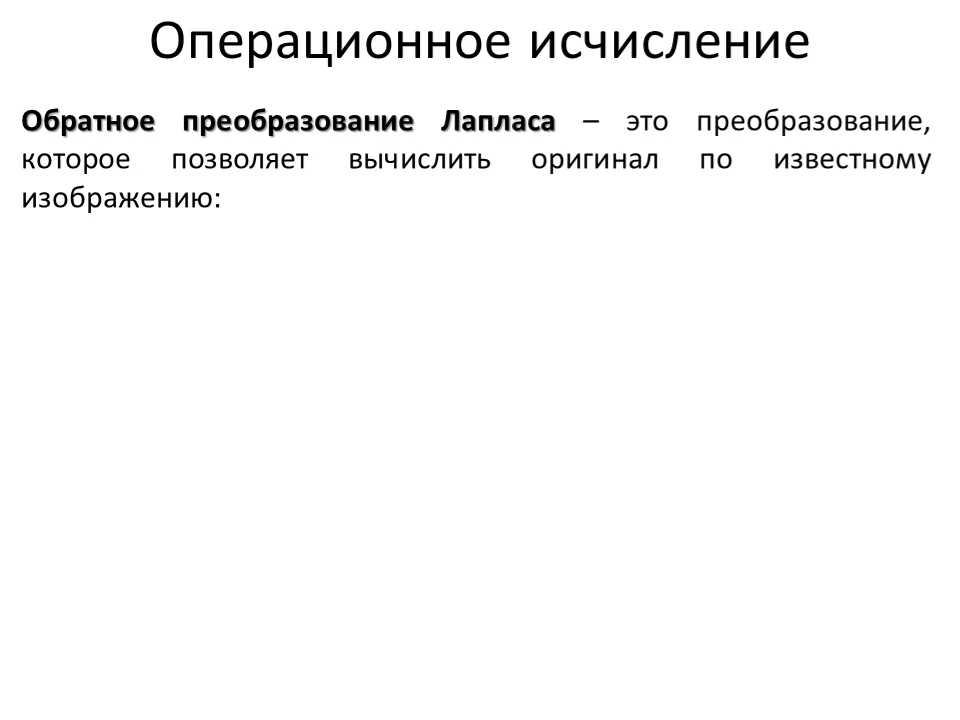 Операционное исчисление
Обратное преобразование Лапласа – это преобразование,
которое позволяет вычислить оригинал по известному
изображению: